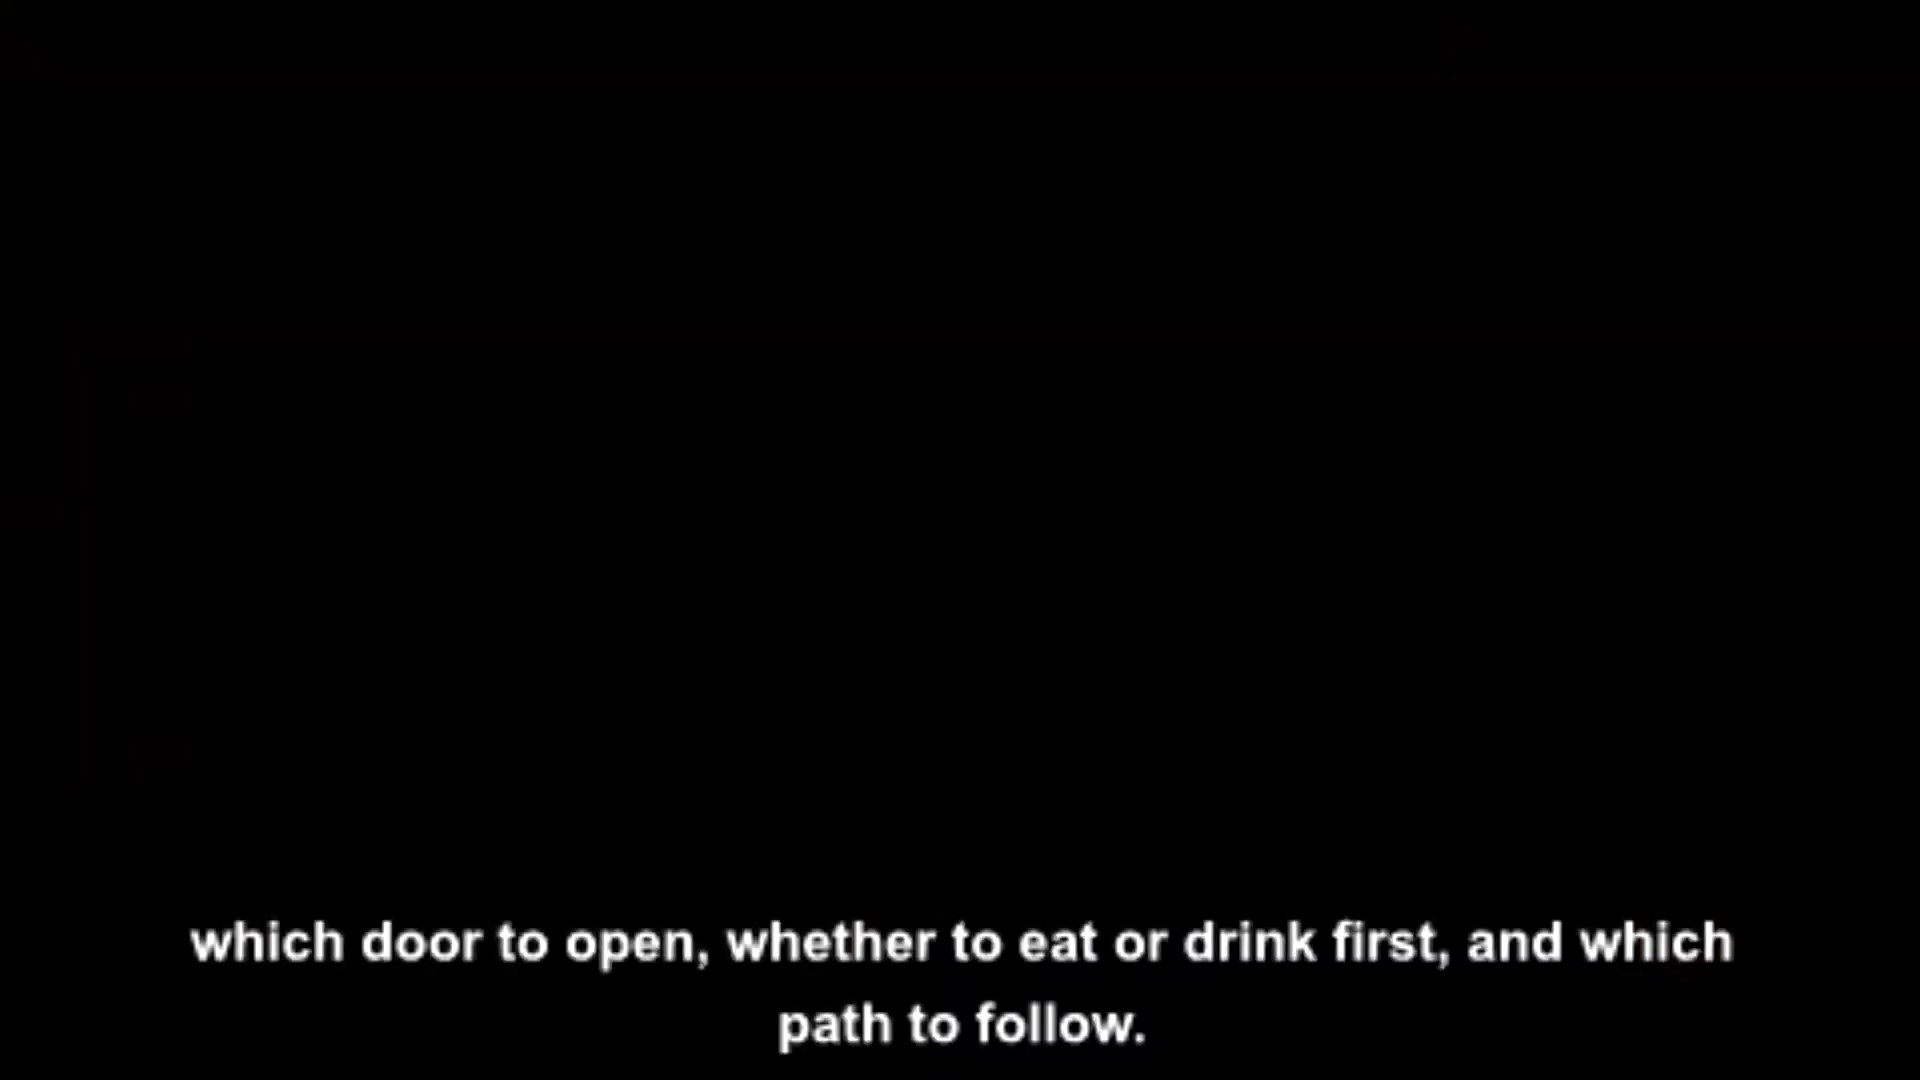 which door to open, whether to eat or drink first, and which
path to follow.